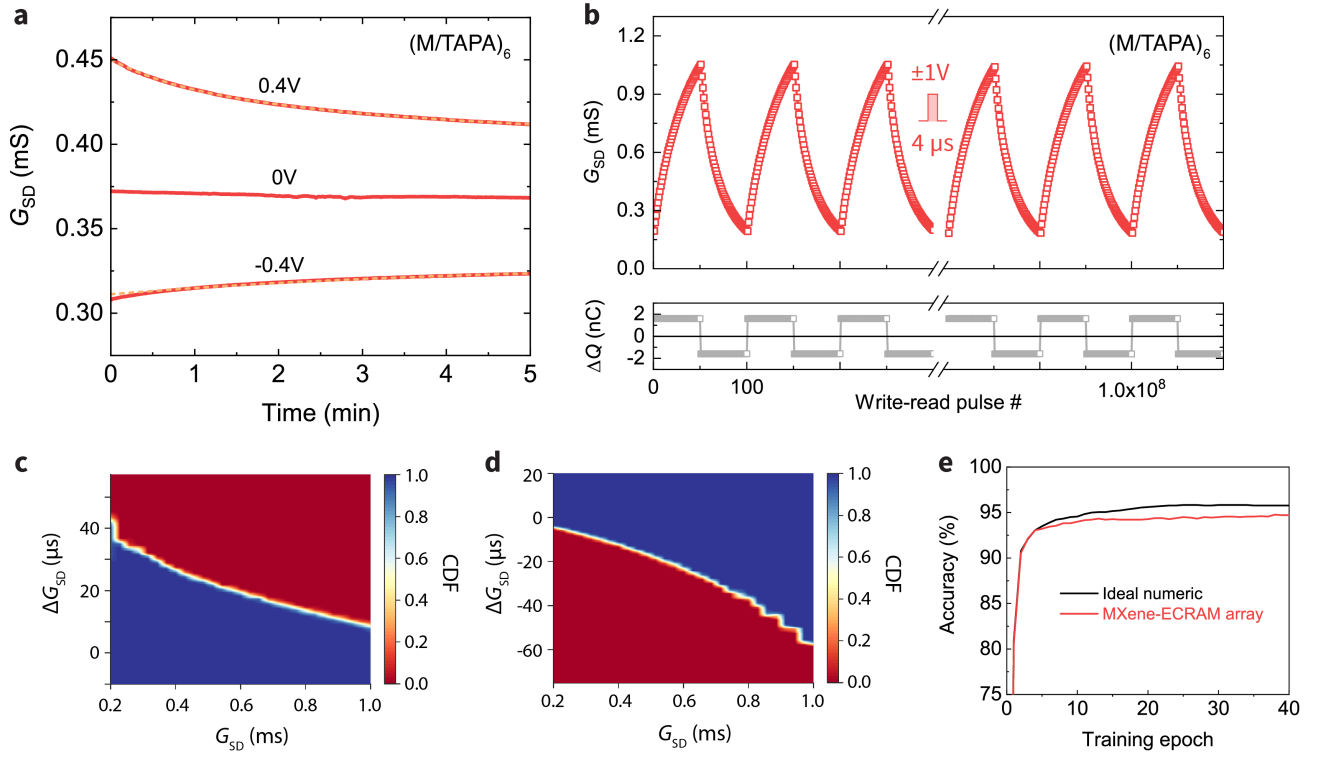 a
(M/TAPA)6
0.4V
0V
-0.4V
0.45
0.40
0.35
0.30
GSD (mS)
0 1 2 3 4 5
Time (min)
b
(M/TAPA)6
±1V
4 µs
1.2
0.9
0.6
0.3
0.0
GSD (mS)
2
0
-2
ΔQ (nC)
0 100 1.0x10⁸
Write-read pulse #
c
40
20
0
ΔGSD (µs)
0.2 0.4 0.6 0.8 1.0
GSD (ms)
1.0
0.8
0.6
0.4
0.2
0.0
CDF
d
20
0
-20
-40
-60
ΔGSD (µs)
0.2 0.4 0.6 0.8 1.0
GSD (ms)
1.0
0.8
0.6
0.4
0.2
0.0
CDF
e
100
95
90
85
80
75
Accuracy (%)
Ideal numeric
MXene-ECRAM array
0 10 20 30 40
Training epoch